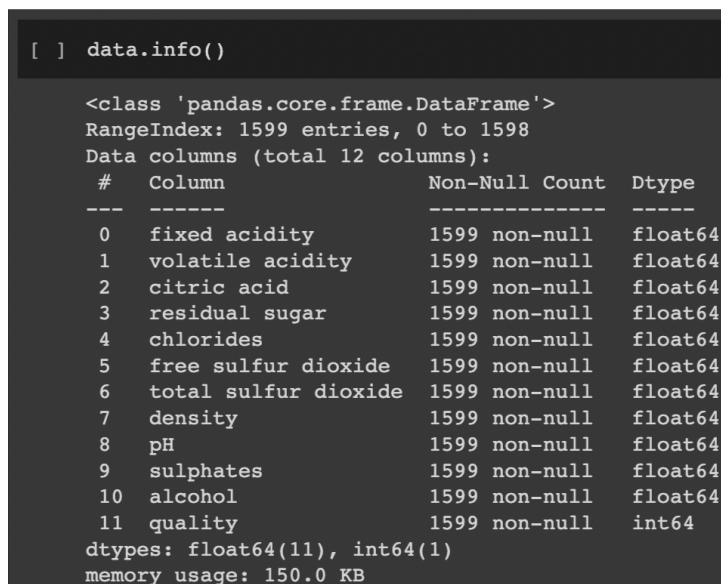 [ ] data.info()
<class 'pandas.core.frame.DataFrame'>
RangeIndex: 1599 entries, 0 to 1598
Data columns (total 12 columns):
 #   Column                Non-Null Count  Dtype
---  ------                --------------  -----
 0   fixed acidity         1599 non-null   float64
 1   volatile acidity      1599 non-null   float64
 2   citric acid           1599 non-null   float64
 3   residual sugar        1599 non-null   float64
 4   chlorides             1599 non-null   float64
 5   free sulfur dioxide   1599 non-null   float64
 6   total sulfur dioxide  1599 non-null   float64
 7   density               1599 non-null   float64
 8   pH                    1599 non-null   float64
 9   sulphates             1599 non-null   float64
 10  alcohol               1599 non-null   float64
 11  quality               1599 non-null   int64
dtypes: float64(11), int64(1)
memory usage: 150.0 KB